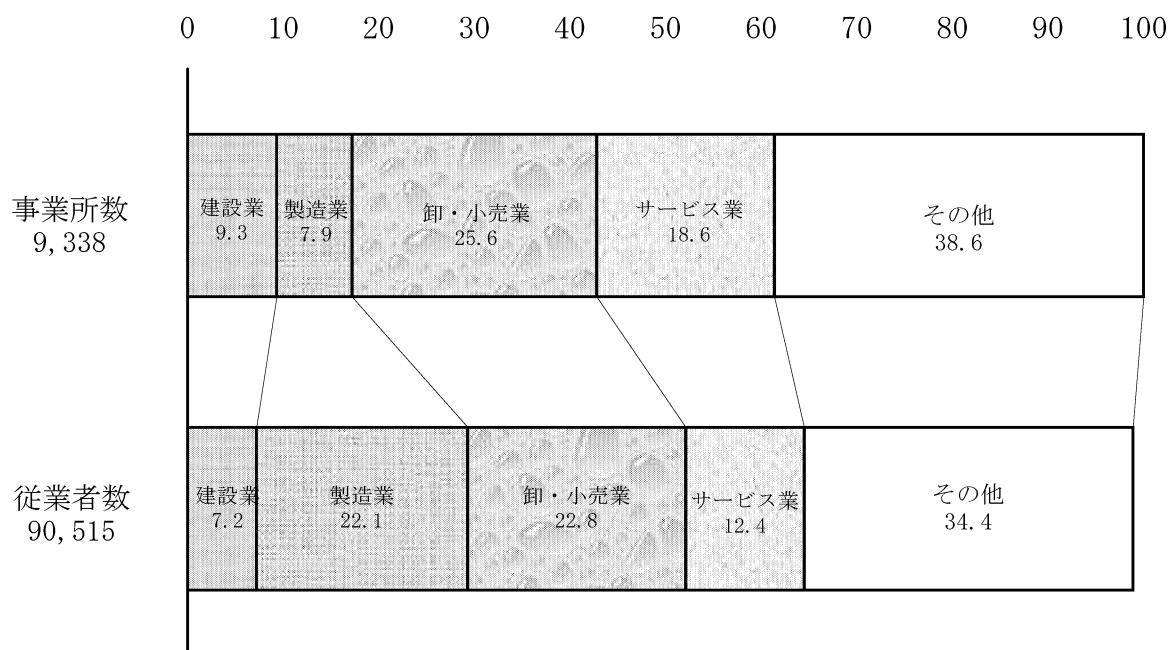 0 10 20 30 40 50 60 70 80 90 100
事業所数
9,338
建設業
9.3
製造業
7.9
卸・小売業
25.6
サービス業
18.6
その他
38.6
従業者数
90,515
建設業
7.2
製造業
22.1
卸・小売業
22.8
サービス業
12.4
その他
34.4